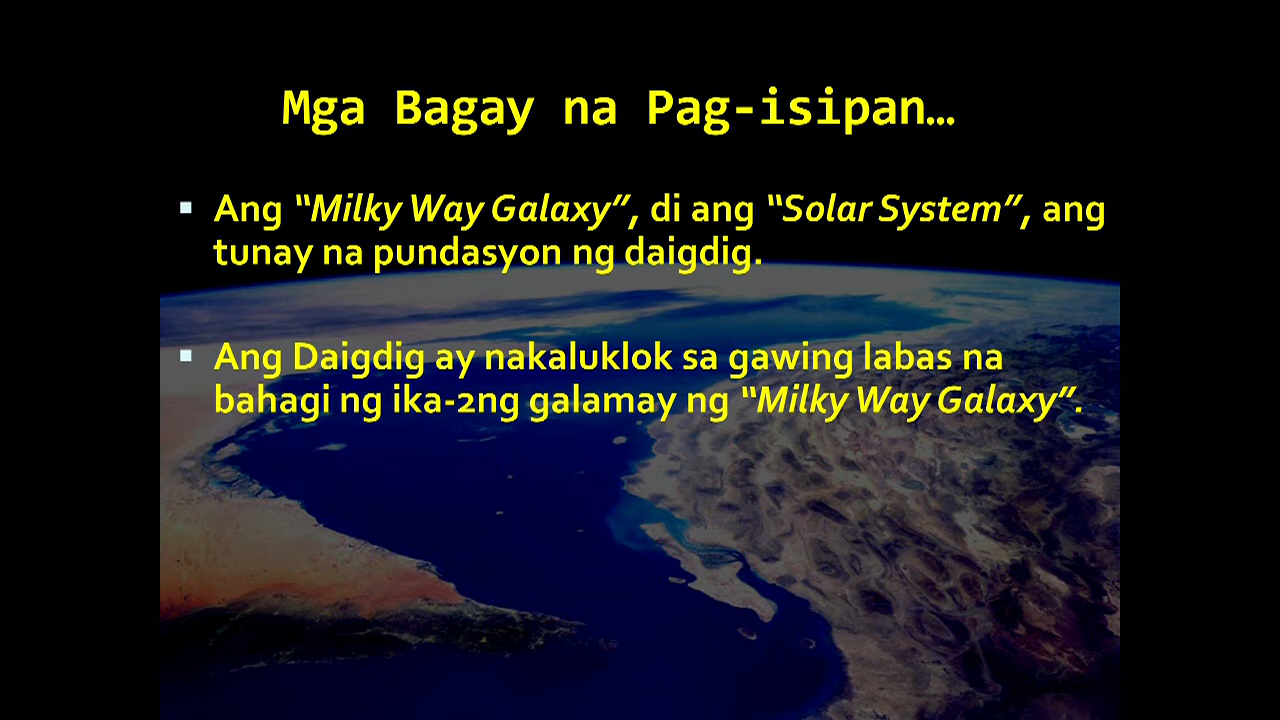 Mga Bagay na Pag-isipan…
▪ Ang “Milky Way Galaxy”, di ang “Solar System”, ang
tunay na pundasyon ng daigdig.
▪ Ang Daigdig ay nakaluklok sa gawing labas na
bahagi ng ika-2ng galamay ng “Milky Way Galaxy”.